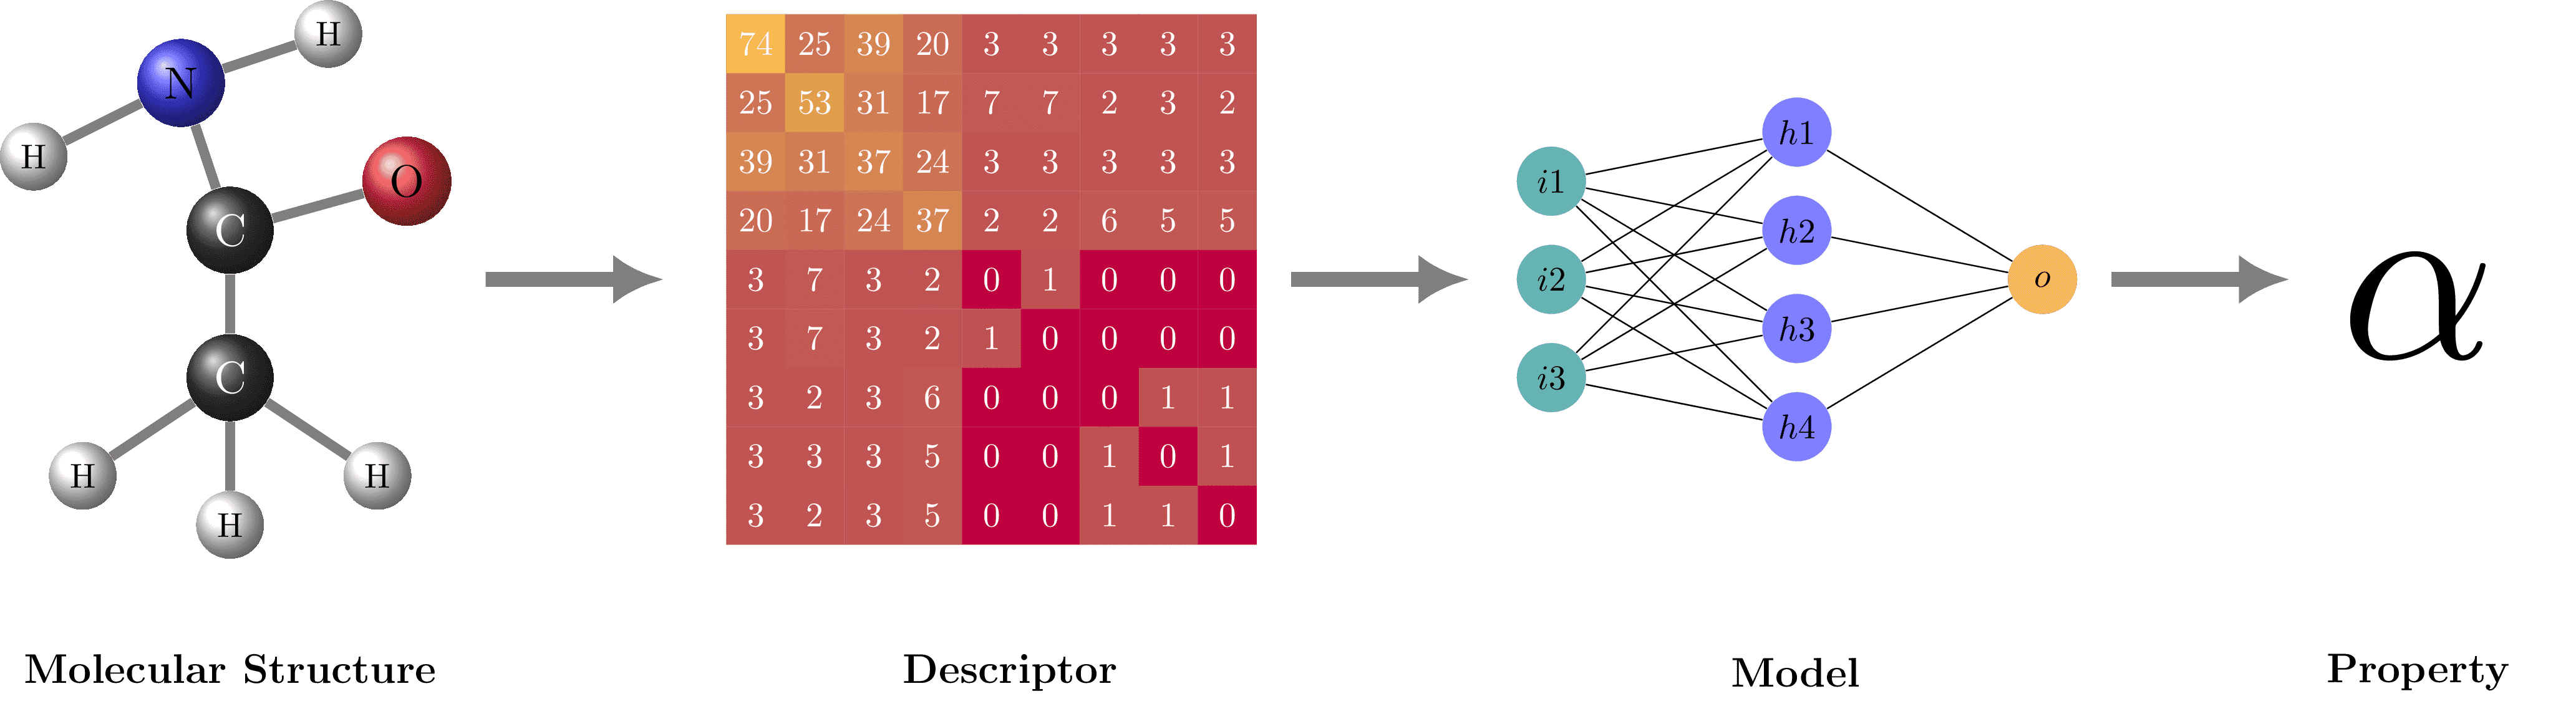 H
N
H
O
C
C
H
H
H
74 25 39 20 3 3 3 3 3
25 53 31 17 7 7 2 3 2
39 31 37 24 3 3 3 3 3
20 17 24 37 2 2 6 5 5
3 7 3 2 0 1 0 0 0
3 7 3 2 1 0 0 0 0
3 2 3 6 0 0 0 1 1
3 3 3 5 0 0 1 0 1
3 2 3 5 0 0 1 1 0
i1
i2
i3
h1
h2
h3
h4
o
α
Molecular Structure
Descriptor
Model
Property